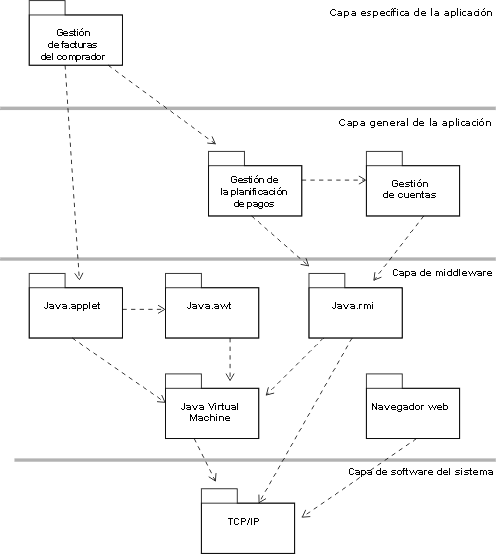 Capa específica de la aplicación
Gestión
de facturas
del comprador
Capa general de la aplicación
Gestión de
la planificación
de pagos
Gestión
de cuentas
Capa de middleware
Java.applet
Java.awt
Java.rmi
Java Virtual
Machine
Navegador web
Capa de software del sistema
TCP/IP